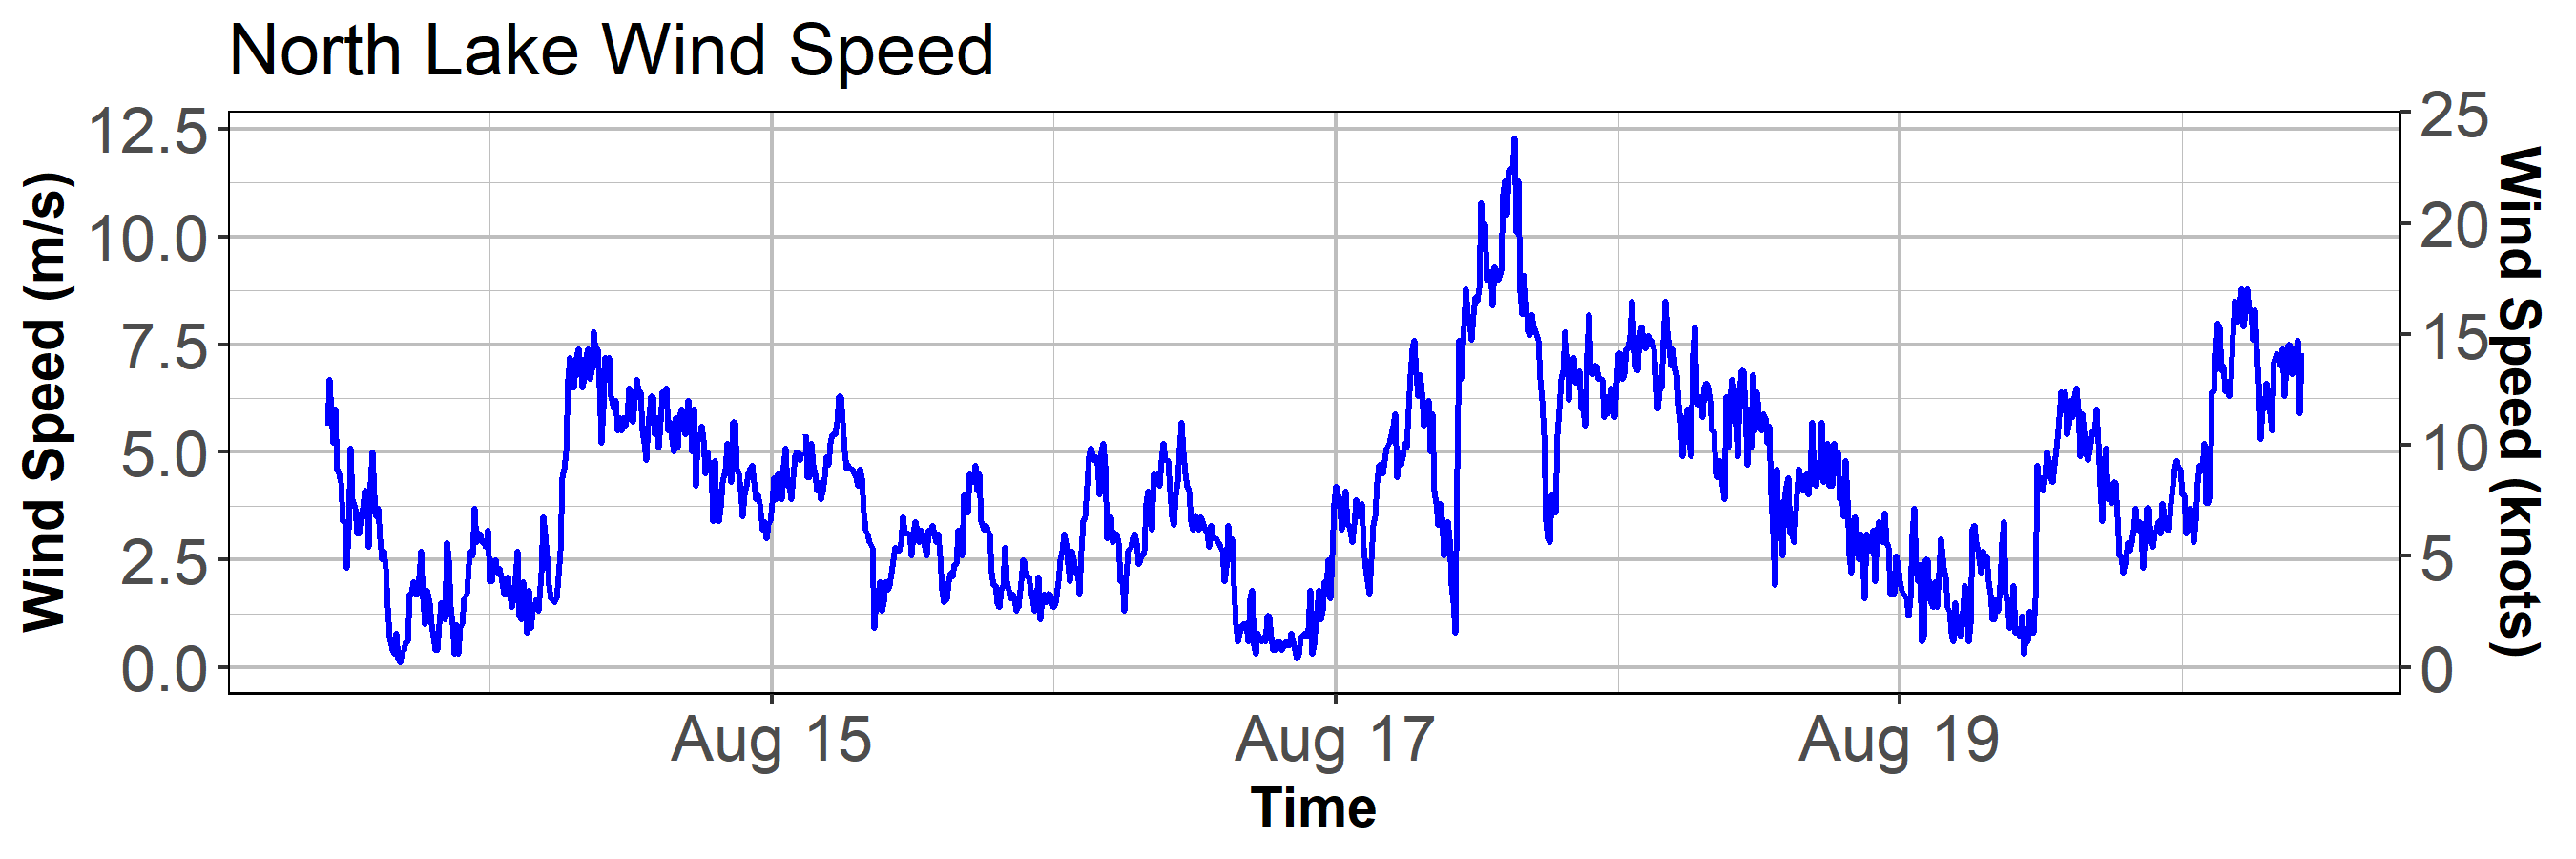 North Lake Wind Speed
12.5
10.0
7.5
5.0
2.5
0.0
Wind Speed (m/s)
25
20
15
10
5
0
Wind Speed (knots)
Aug 15
Aug 17
Aug 19
Time